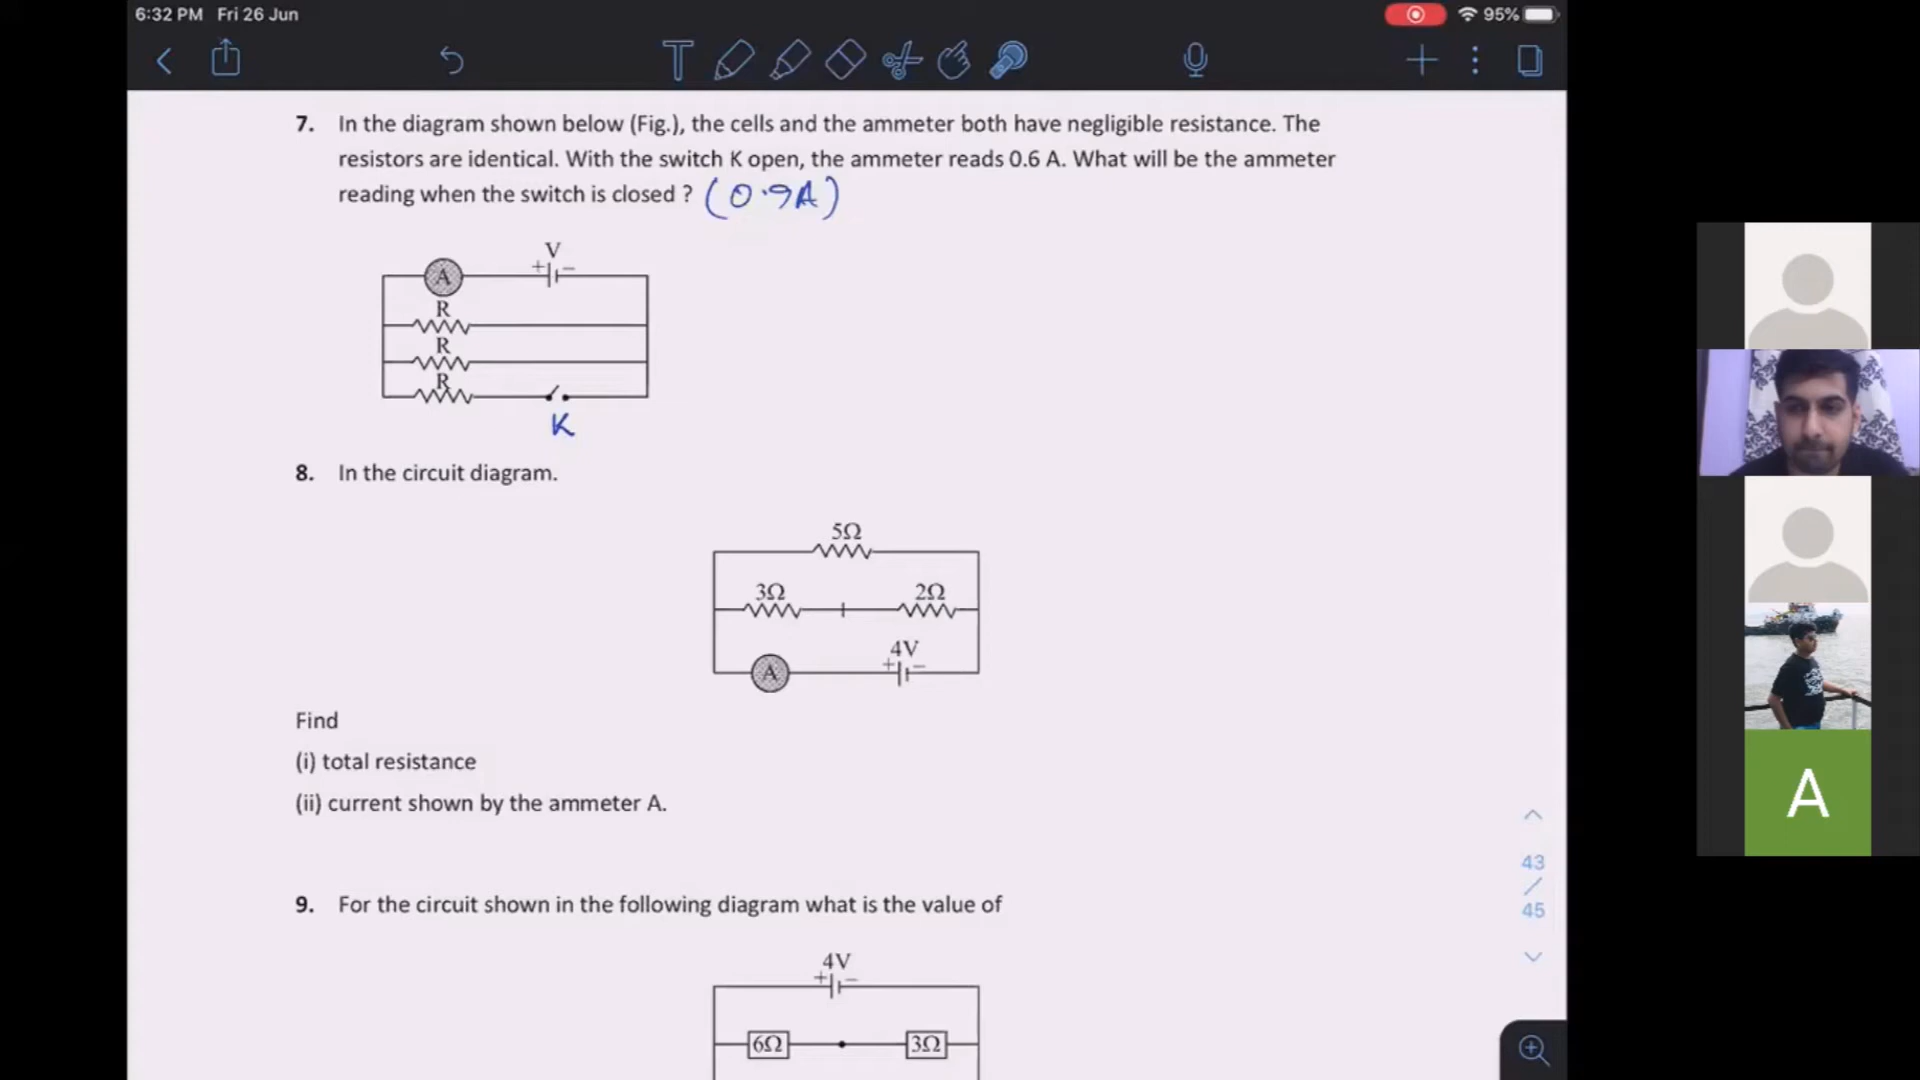 6:32 PM Fri 26 Jun
95%
T
7. In the diagram shown below (Fig.), the cells and the ammeter both have negligible resistance. The
resistors are identical. With the switch K open, the ammeter reads 0.6 A. What will be the ammeter
reading when the switch is closed ? (0.9A)
V
+ −
A
R
R
R
K
8. In the circuit diagram.
5Ω
3Ω 2Ω
4V
+ −
A
Find
(i) total resistance
(ii) current shown by the ammeter A.
A
43
/
45
9. For the circuit shown in the following diagram what is the value of
4V
+ −
6Ω 3Ω